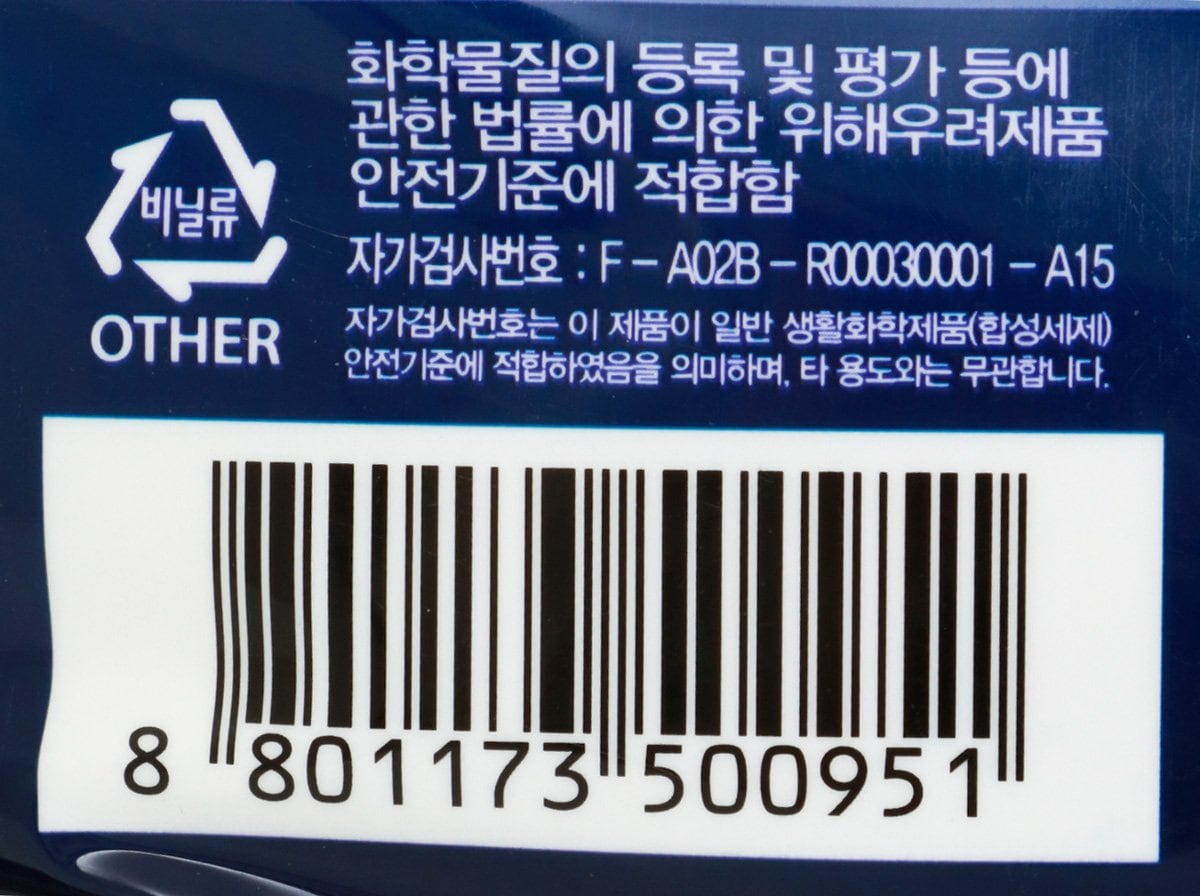 비닐류
OTHER
화학물질의 등록 및 평가 등에
관한 법률에 의한 위해우려제품
안전기준에 적합함
자가검사번호 : F - A02B - R00030001 - A15
자가검사번호는 이 제품이 일반 생활화학제품(합성세제)
안전기준에 적합하였음을 의미하며, 타 용도와는 무관합니다.
8 801173 500951